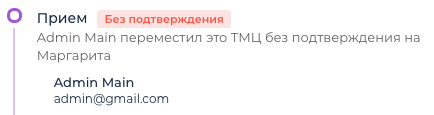 Прием Без подтверждения
Admin Main переместил это ТМЦ без подтверждения на
Маргарита
Admin Main
admin@gmail.com